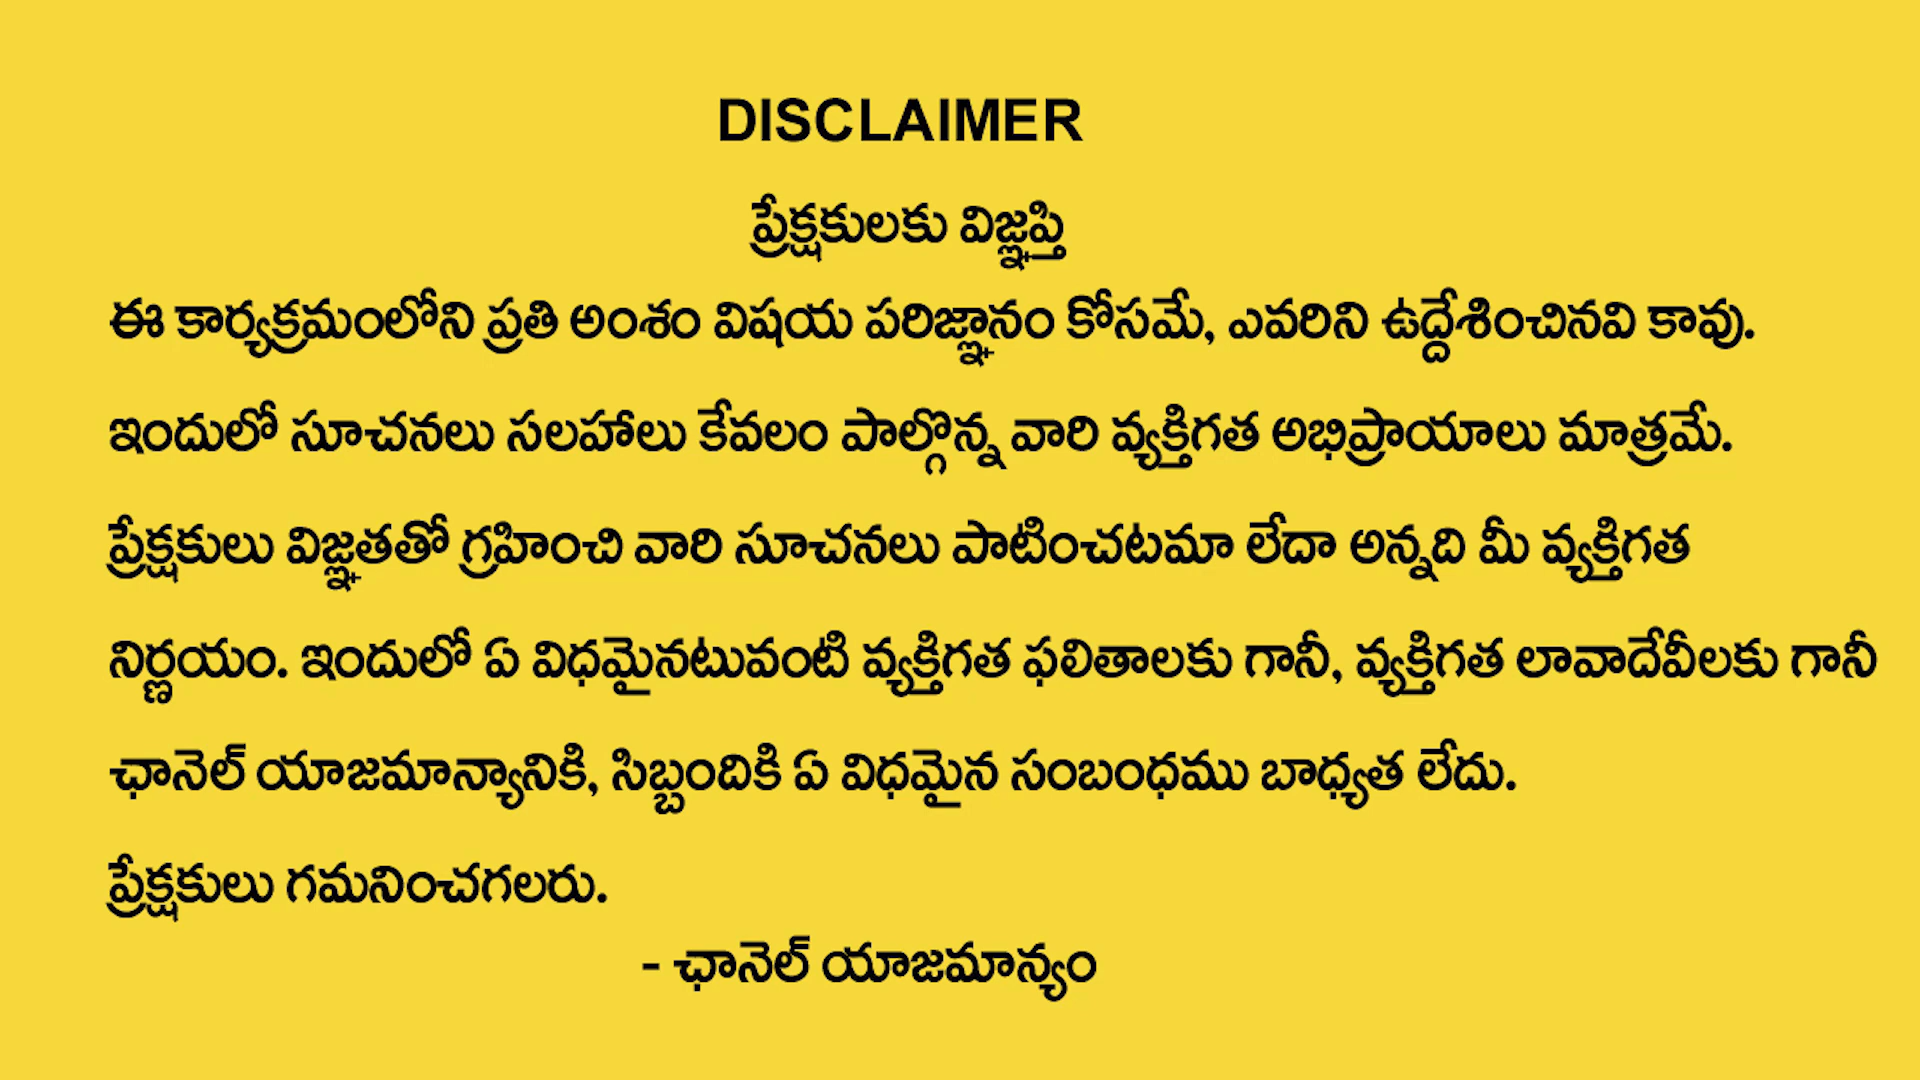 DISCLAIMER
ప్రేక్షకులకు విజ్ఞప్తి
ఈ కార్యక్రమంలోని ప్రతి అంశం విషయ పరిజ్ఞానం కోసమే, ఎవరిని ఉద్దేశించినవి కావు.
ఇందులో సూచనలు సలహాలు కేవలం పాల్గొన్న వారి వ్యక్తిగత అభిప్రాయాలు మాత్రమే.
ప్రేక్షకులు విజ్ఞతతో గ్రహించి వారి సూచనలు పాటించటమా లేదా అన్నది మీ వ్యక్తిగత
నిర్ణయం. ఇందులో ఏ విధమైనటువంటి వ్యక్తిగత ఫలితాలకు గానీ, వ్యక్తిగత లావాదేవీలకు గానీ
ఛానెల్ యాజమాన్యానికి, సిబ్బందికి ఏ విధమైన సంబంధము బాధ్యత లేదు.
ప్రేక్షకులు గమనించగలరు.
- ఛానెల్ యాజమాన్యం